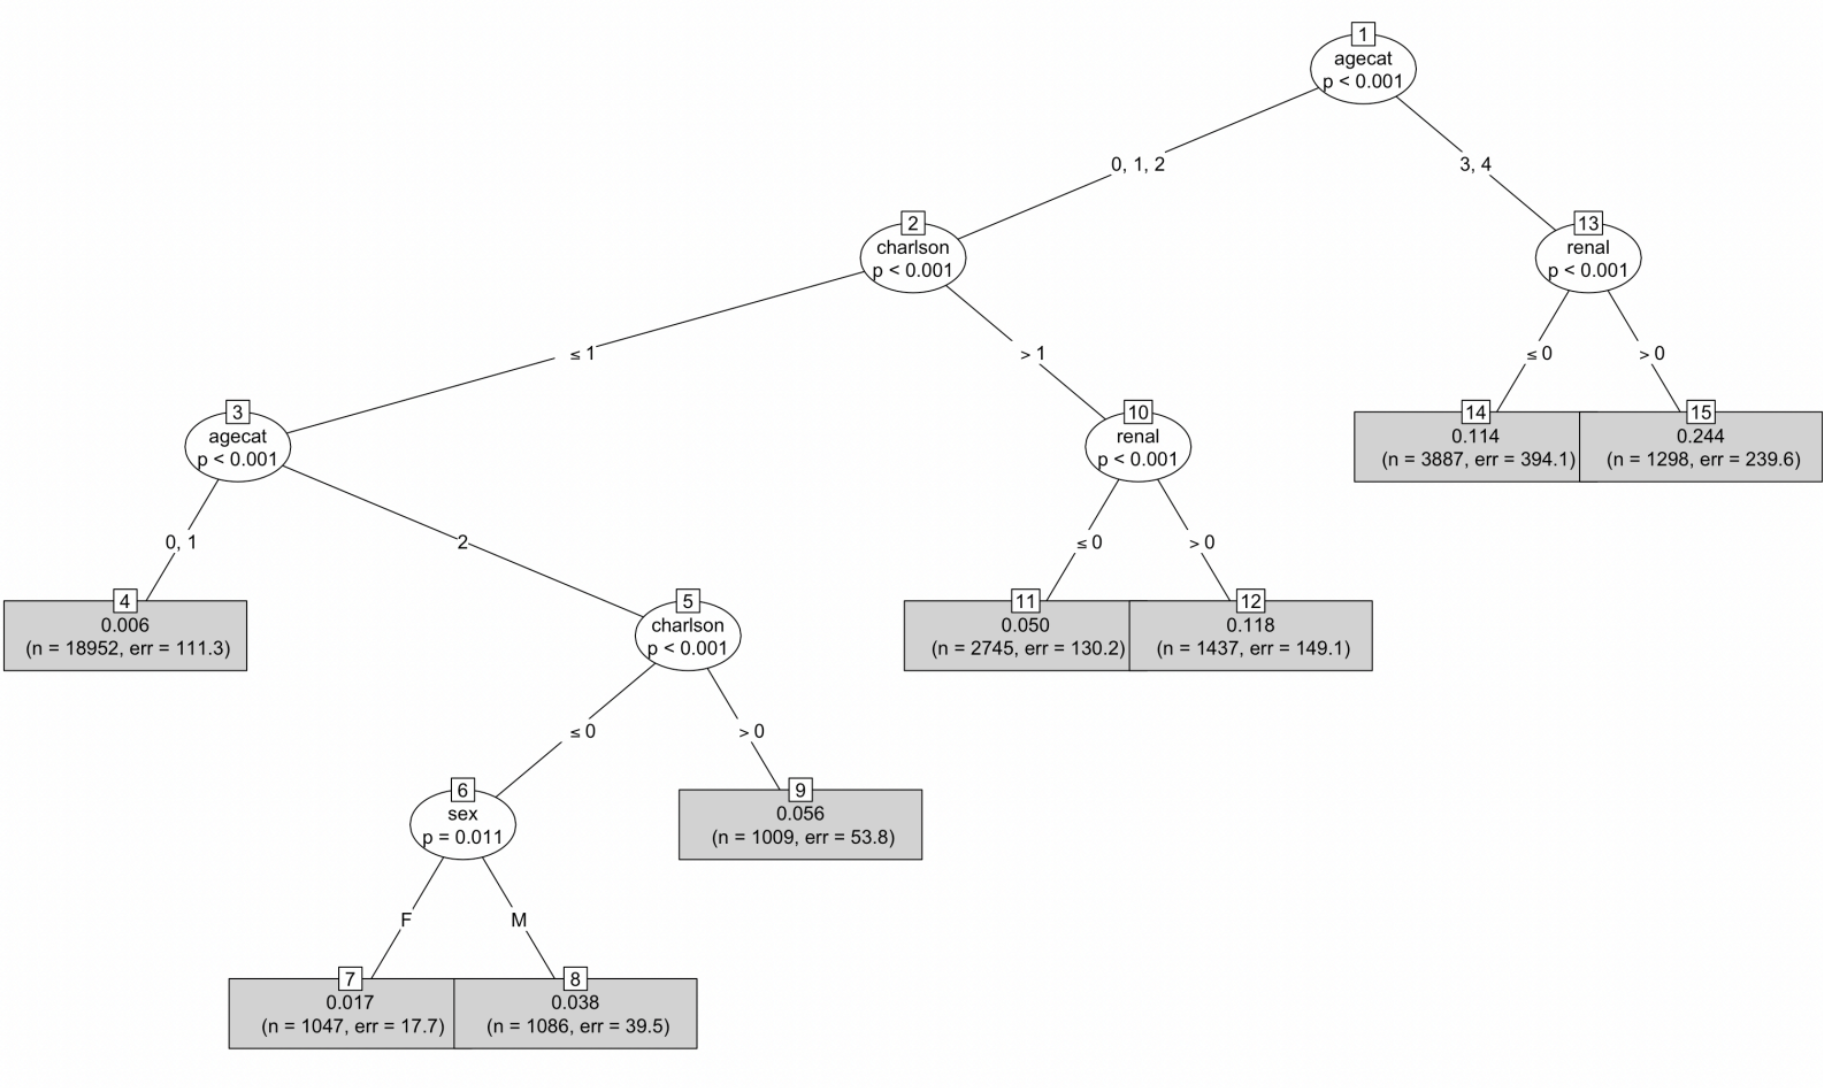 1
agecat
p < 0.001
0, 1, 2
3, 4
2
charlson
p < 0.001
13
renal
p < 0.001
≤ 1
> 1
≤ 0
> 0
3
agecat
p < 0.001
10
renal
p < 0.001
14
0.114
(n = 3887, err = 394.1)
15
0.244
(n = 1298, err = 239.6)
0, 1
2
≤ 0
> 0
4
0.006
(n = 18952, err = 111.3)
5
charlson
p < 0.001
11
0.050
(n = 2745, err = 130.2)
12
0.118
(n = 1437, err = 149.1)
≤ 0
> 0
6
sex
p = 0.011
9
0.056
(n = 1009, err = 53.8)
F
M
7
0.017
(n = 1047, err = 17.7)
8
0.038
(n = 1086, err = 39.5)